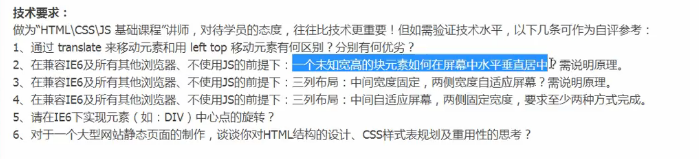 技术要求：
做为“HTML\CSS\JS 基础课程”讲师，对待学员的态度，往往比技术更重要！但如需验证技术水平，以下几条可作为自评参考：
1、通过 translate 来移动元素和用 left top 移动元素有何区别？分别有何优劣？
2、在兼容IE6及所有其他浏览器、不使用JS的前提下：一个未知宽高的块元素如何在屏幕中水平垂直居中？需说明原理。
3、在兼容IE6及所有其他浏览器、不使用JS的前提下：三列布局：中间宽度固定，两侧宽度自适应屏幕？需说明原理。
4、在兼容IE6及所有其他浏览器、不使用JS的前提下：三列布局：中间自适应屏幕，两侧固定宽度，要求至少两种方式完成。
5、请在IE6下实现元素（如：DIV）中心点的旋转？
6、对于一个大型网站静态页面的制作，谈谈你对HTML结构的设计、CSS样式表规划及重用性的思考？